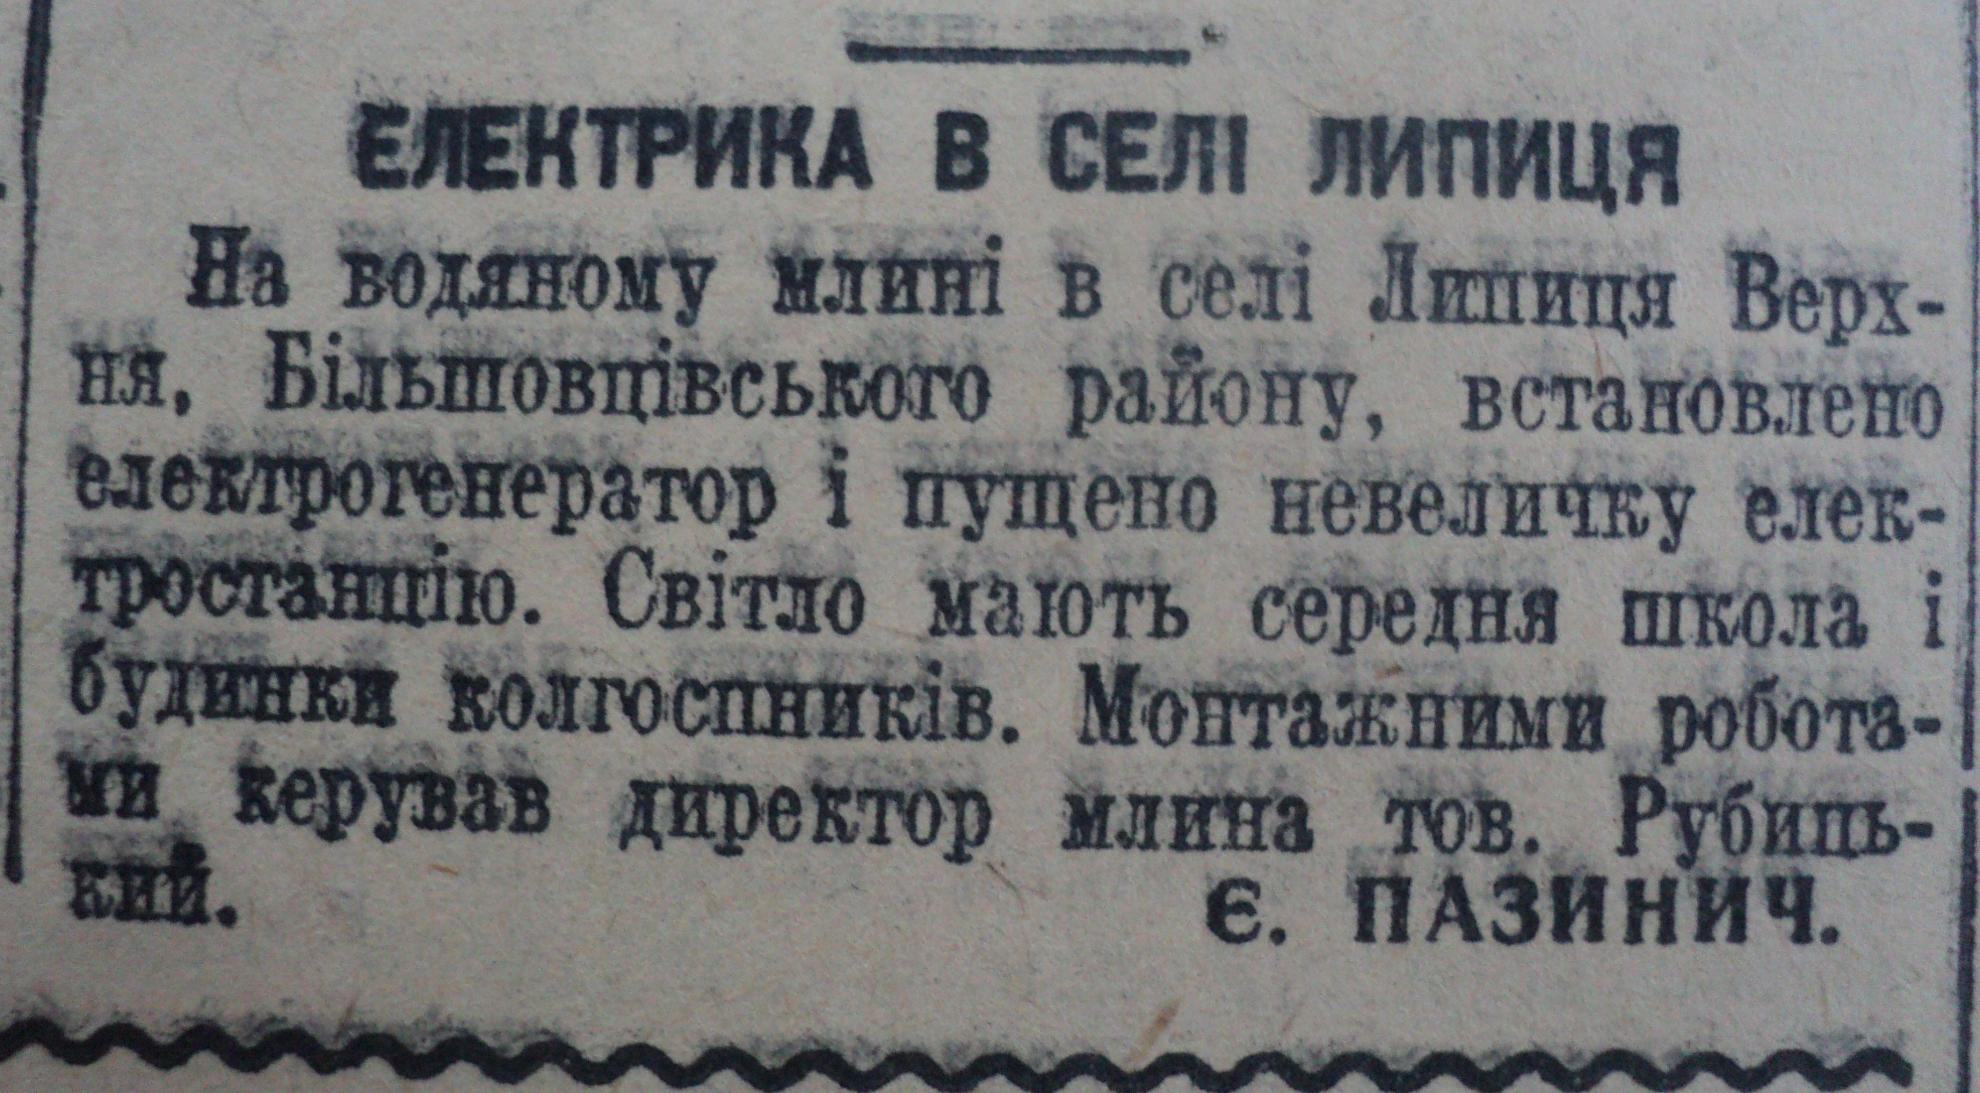 ЕЛЕКТРИКА В СЕЛІ ЛИПИЦЯ
На водяному млині в селі Липиця Верх-
ня, Більшовцівського району, встановлено
електрогенератор і пущено невеличку елек-
тростанцію. Світло мають середня школа і
будинки колгоспників. Монтажними робота-
ми керував директор млина тов. Рубиць-
кий.
Є. ПАЗИНИЧ.